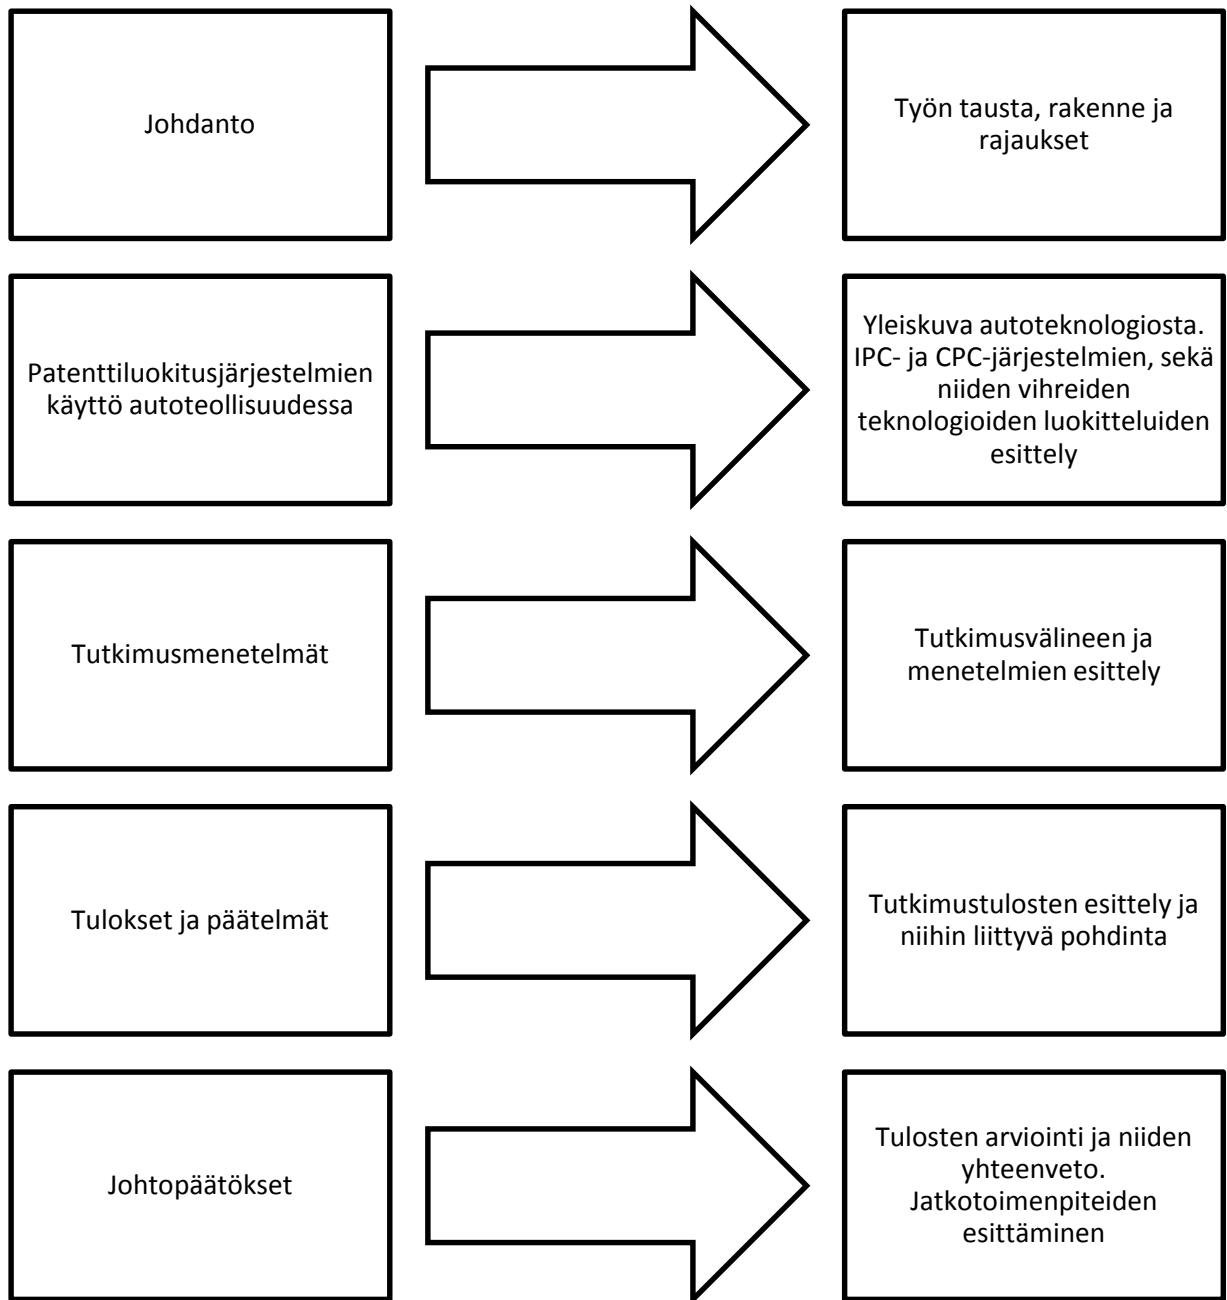 Johdanto
Työn tausta, rakenne ja
rajaukset
Patenttiluokitusjärjestelmien
käyttö autoteollisuudessa
Yleiskuva autoteknologiosta.
IPC- ja CPC-järjestelmien, sekä
niiden vihreiden
teknologioiden luokitteluiden
esittely
Tutkimusmenetelmät
Tutkimusvälineen ja
menetelmien esittely
Tulokset ja päätelmät
Tutkimustulosten esittely ja
niihin liittyvä pohdinta
Johtopäätökset
Tulosten arviointi ja niiden
yhteenveto.
Jatkotoimenpiteiden
esittäminen